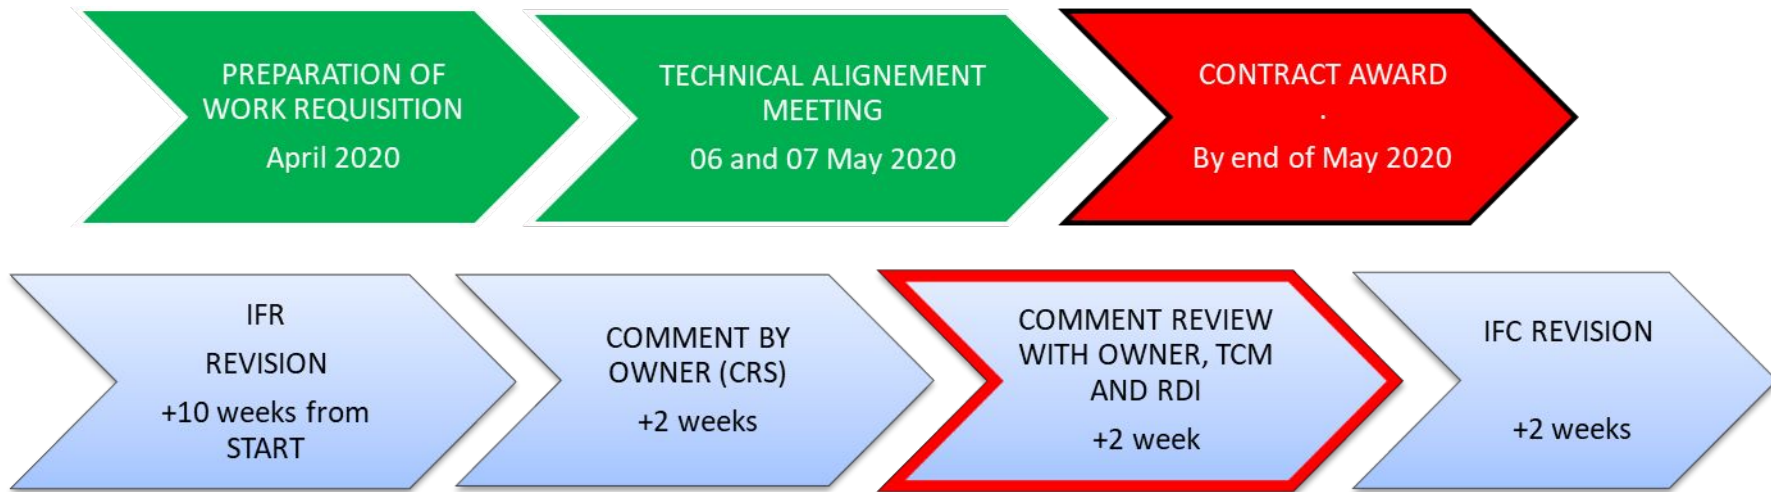 PREPARATION OF
WORK REQUISITION
April 2020
TECHNICAL ALIGNEMENT
MEETING
06 and 07 May 2020
CONTRACT AWARD
.
By end of May 2020
IFR
REVISION
+10 weeks from
START
COMMENT BY
OWNER (CRS)
+2 weeks
COMMENT REVIEW
WITH OWNER, TCM
AND RDI
+2 week
IFC REVISION
+2 weeks